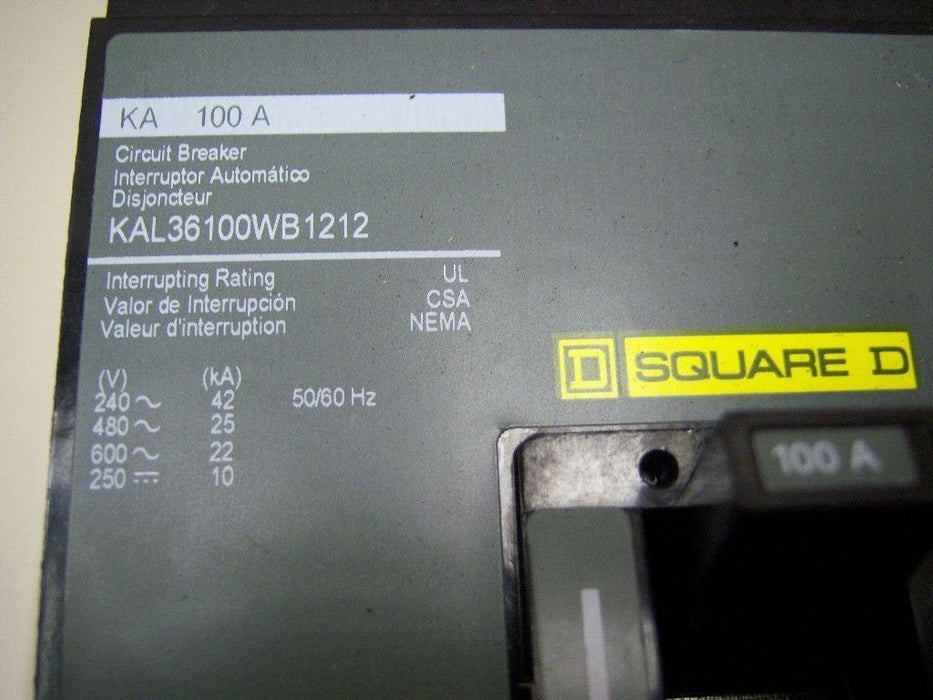 KA 100 A
Circuit Breaker
Interruptor Automático
Disjoncteur
KAL36100WB1212
Interrupting Rating UL
Valor de Interrupción CSA
Valeur d'interruption NEMA
(V) (kA)
240 ~ 42 50/60 Hz
480 ~ 25
600 ~ 22
250 ⎓ 10
D SQUARE D
100 A